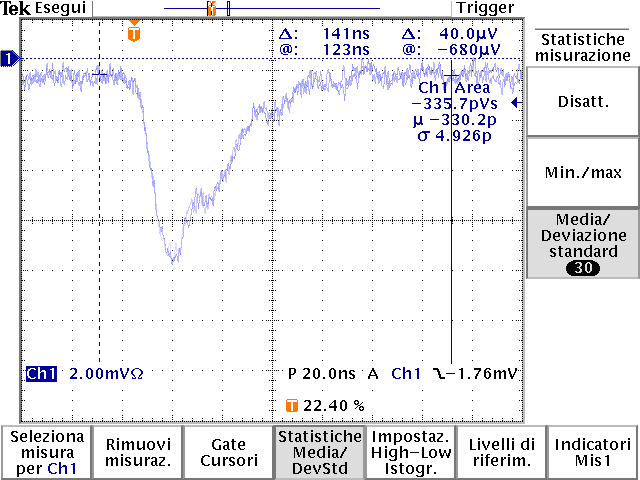 Tek Esegui Trigger
T
Δ: 141ns Δ: 40.0μV
@: 123ns @: −680μV
1
Ch1 Area
−335.7pVs
μ −330.2p
σ 4.926p
Statistiche
misurazione
Disatt.
Min./max
Media/
Deviazione
standard
30
Ch1 2.00mVΩ P 20.0ns A Ch1 −1.76mV
T 22.40 %
Seleziona
misura
per Ch1
Rimuovi
misuraz.
Gate
Cursori
Statistiche
Media/
DevStd
Impostaz.
High−Low
Istogr.
Livelli di
riferim.
Indicatori
Mis1